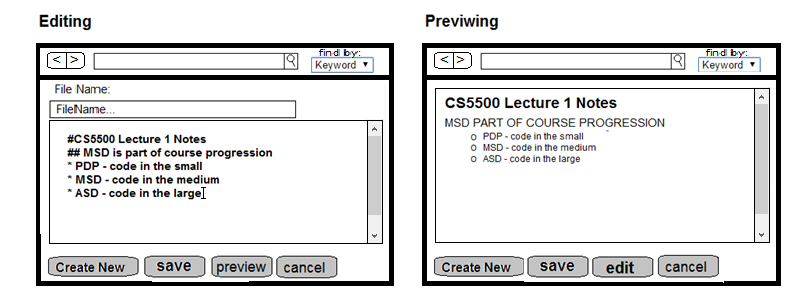 Editing
< > find by:
Keyword ▼
File Name:
FileName...
#CS5500 Lecture 1 Notes
## MSD is part of course progression
* PDP - code in the small
* MSD - code in the medium
* ASD - code in the large
Create New save preview cancel
Previwing
< > find by:
Keyword ▼
CS5500 Lecture 1 Notes
MSD PART OF COURSE PROGRESSION
o PDP - code in the small
o MSD - code in the medium
o ASD - code in the large
Create New save edit cancel